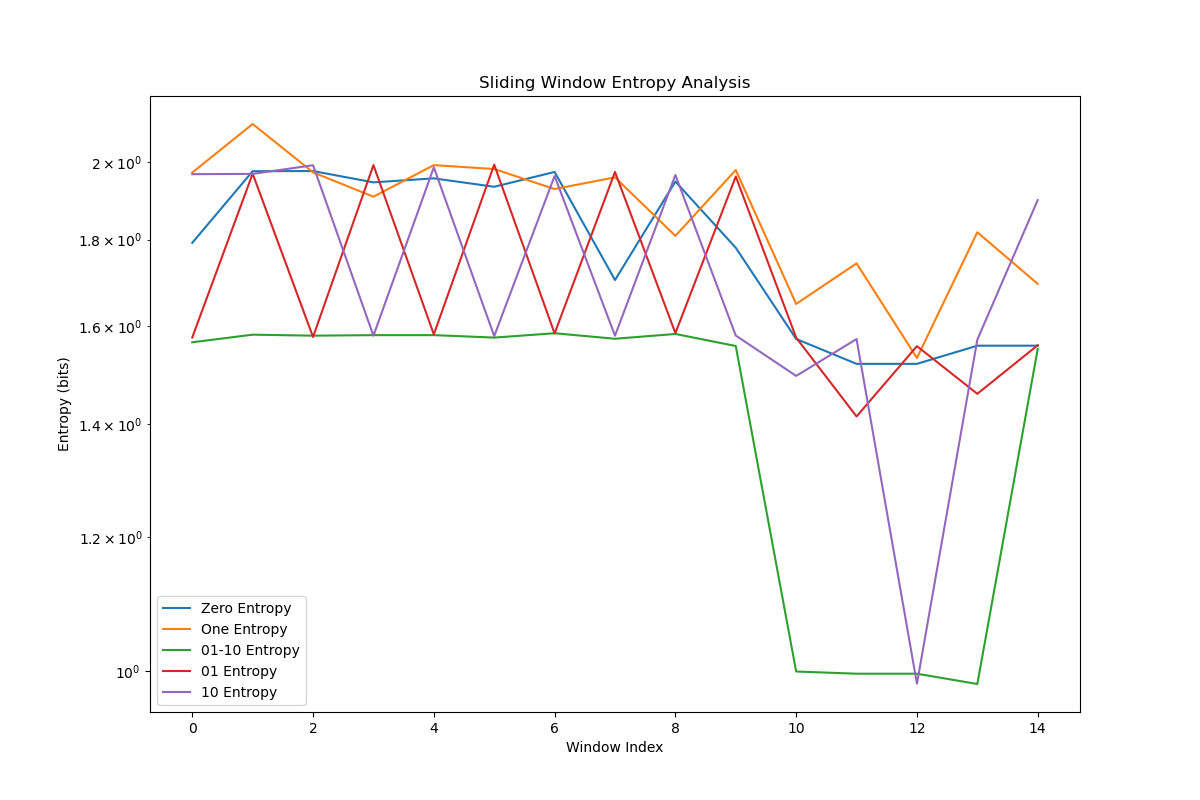 Sliding Window Entropy Analysis
Entropy (bits)
2 × 10⁰
1.8 × 10⁰
1.6 × 10⁰
1.4 × 10⁰
1.2 × 10⁰
10⁰
Zero Entropy
One Entropy
01-10 Entropy
01 Entropy
10 Entropy
0 2 4 6 8 10 12 14
Window Index